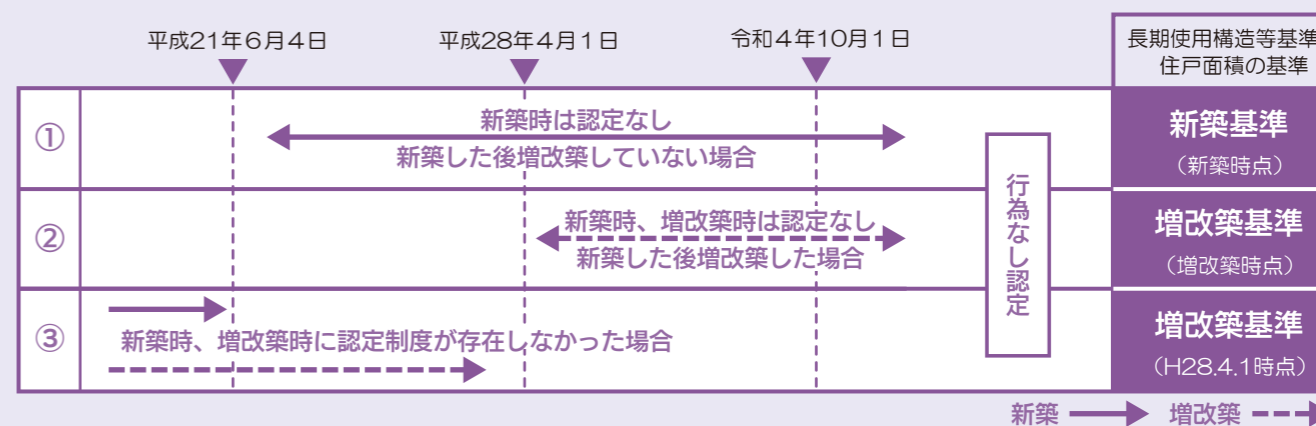 平成21年6月4日
平成28年4月1日
令和4年10月1日
長期使用構造等基準
住戸面積の基準
①
新築時は認定なし
新築した後増改築していない場合
新築基準
(新築時点)
②
新築時、増改築時は認定なし
新築した後増改築した場合
増改築基準
(増改築時点)
③
新築時、増改築時に認定制度が存在しなかった場合
増改築基準
(H28.4.1時点)
行為なし認定
新築
増改築